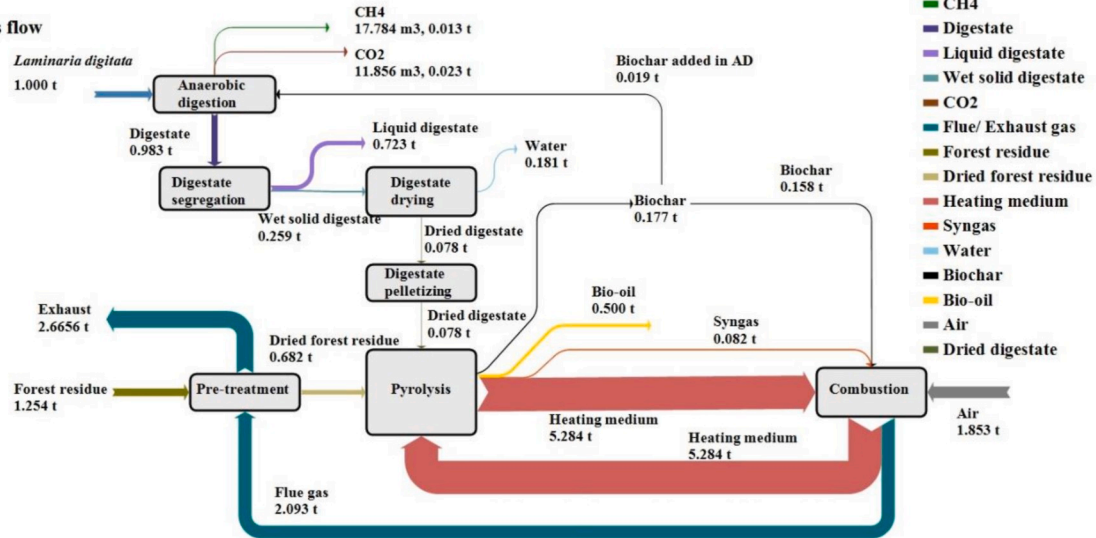 s flow
Laminaria digitata
1.000 t
CH4
17.784 m3, 0.013 t
CO2
11.856 m3, 0.023 t
Anaerobic
digestion
Biochar added in AD
0.019 t
Digestate
0.983 t
Liquid digestate
0.723 t
Water
0.181 t
Digestate
segregation
Digestate
drying
Wet solid digestate
0.259 t
Biochar
0.177 t
Biochar
0.158 t
Dried digestate
0.078 t
Digestate
pelletizing
Dried digestate
0.078 t
Exhaust
2.6656 t
Dried forest residue
0.682 t
Bio-oil
0.500 t
Syngas
0.082 t
Forest residue
1.254 t
Pre-treatment
Pyrolysis
Combustion
Heating medium
5.284 t
Heating medium
5.284 t
Air
1.853 t
Flue gas
2.093 t
CH4
Digestate
Liquid digestate
Wet solid digestate
CO2
Flue/ Exhaust gas
Forest residue
Dried forest residue
Heating medium
Syngas
Water
Biochar
Bio-oil
Air
Dried digestate